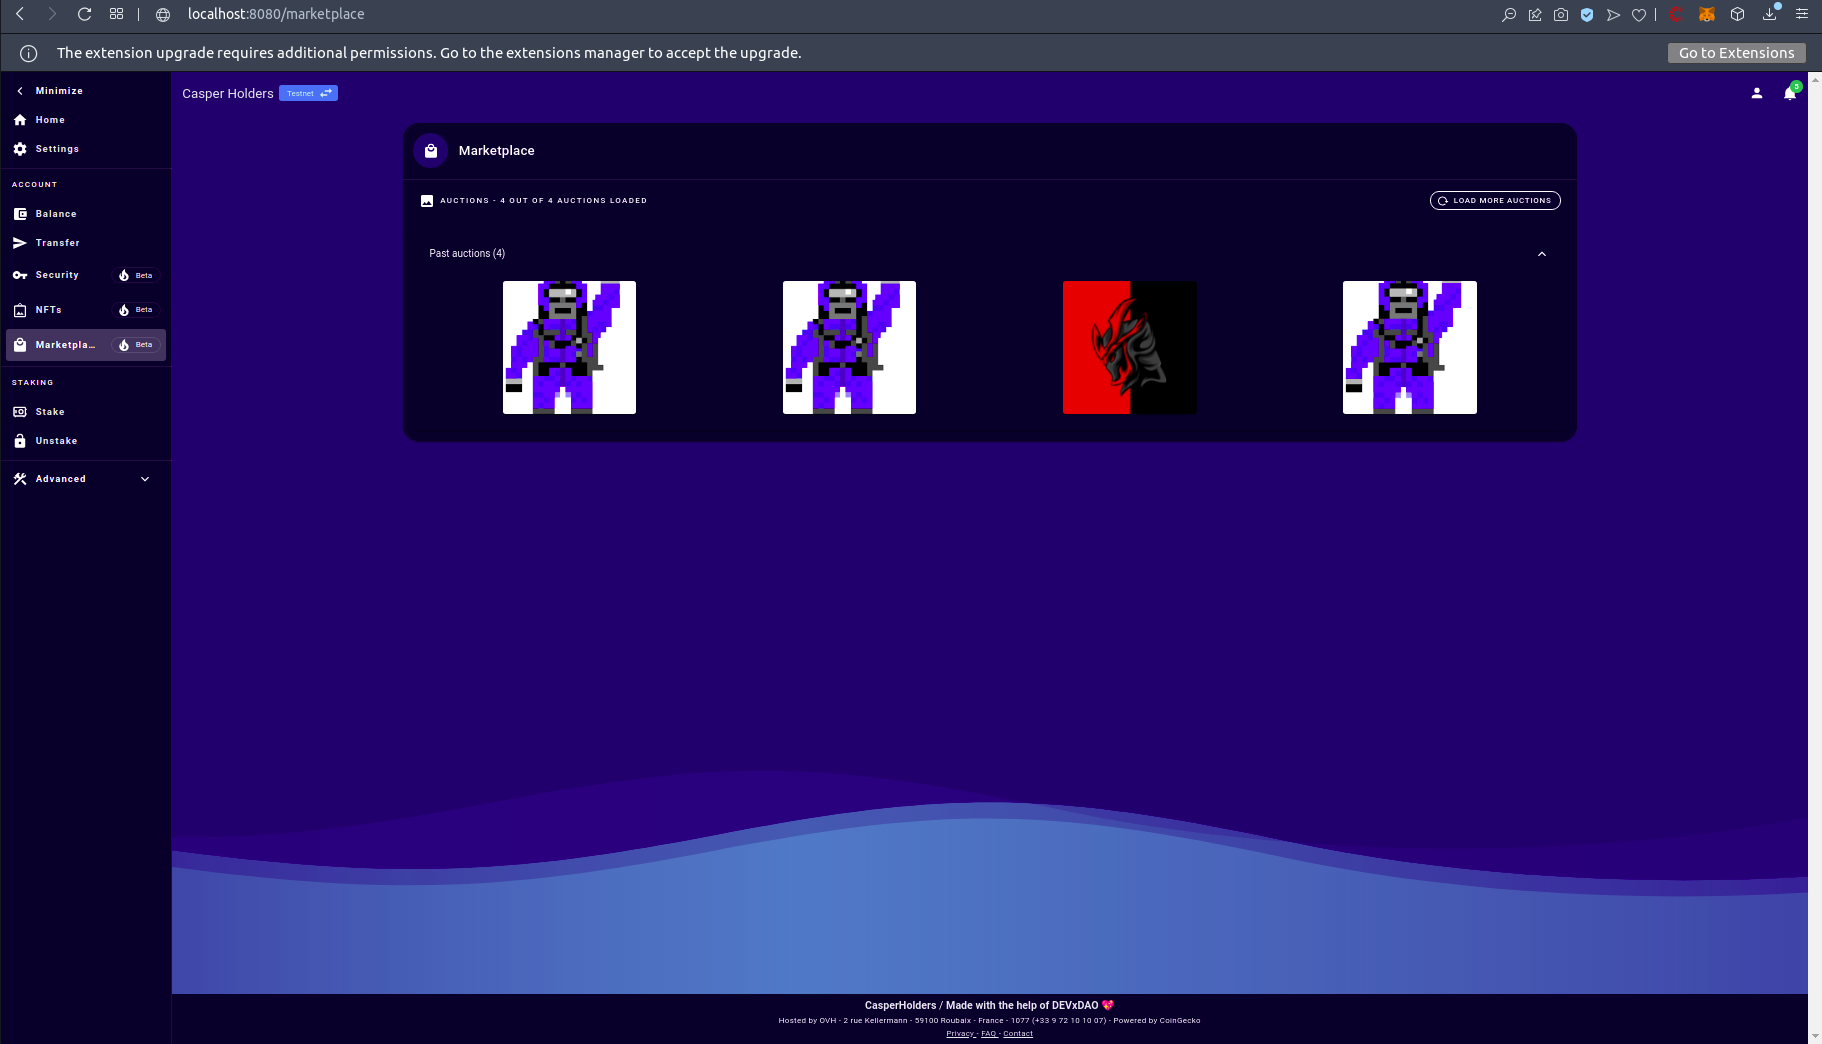 localhost:8080/marketplace
The extension upgrade requires additional permissions. Go to the extensions manager to accept the upgrade.
Go to Extensions
Minimize
Home
Settings
ACCOUNT
Balance
Transfer
Security Beta
NFTs Beta
Marketpla... Beta
STAKING
Stake
Unstake
Advanced
Casper Holders Testnet
5
Marketplace
AUCTIONS - 4 OUT OF 4 AUCTIONS LOADED
LOAD MORE AUCTIONS
Past auctions (4)
CasperHolders / Made with the help of DEVxDAO 💖
Hosted by OVH - 2 rue Kellermann - 59100 Roubaix - France - 1077 (+33 9 72 10 10 07) - Powered by CoinGecko
Privacy - FAQ - Contact